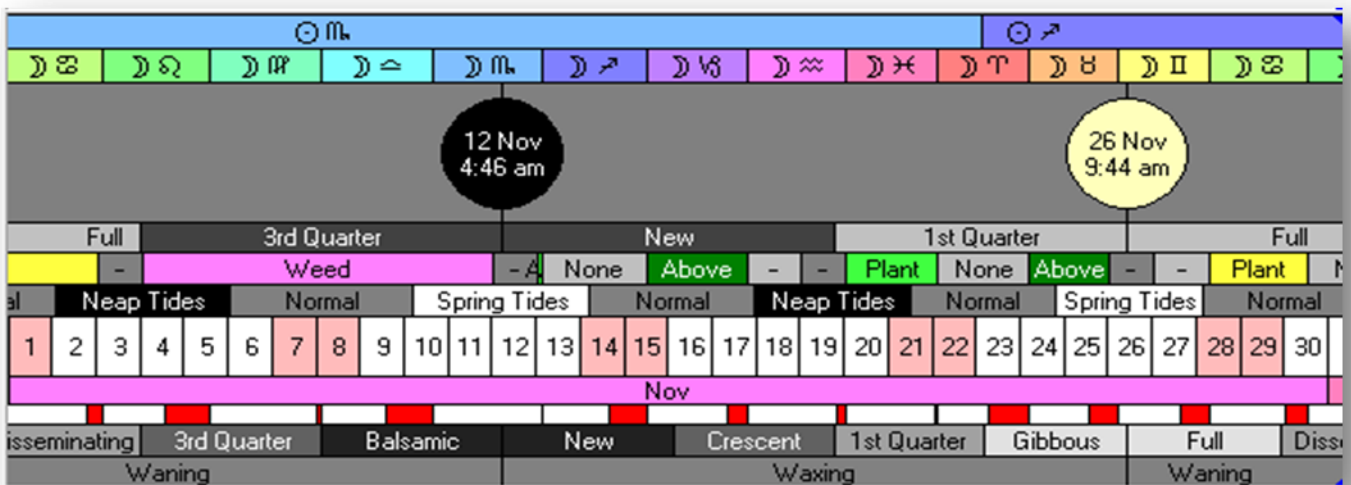 ☉ ♏ ☉ ♐
☽ ♋ ☽ ♌ ☽ ♍ ☽ ♎ ☽ ♏ ☽ ♐ ☽ ♑ ☽ ♒ ☽ ♓ ☽ ♈ ☽ ♉ ☽ ♊ ☽ ♋
12 Nov 26 Nov
4:46 am 9:44 am
Full 3rd Quarter New 1st Quarter Full
- Weed - A None Above - - Plant None Above - - Plant N
al Neap Tides Normal Spring Tides Normal Neap Tides Normal Spring Tides Normal
1 2 3 4 5 6 7 8 9 10 11 12 13 14 15 16 17 18 19 20 21 22 23 24 25 26 27 28 29 30
Nov
isseminating 3rd Quarter Balsamic New Crescent 1st Quarter Gibbous Full Disse
Waning Waxing Waning